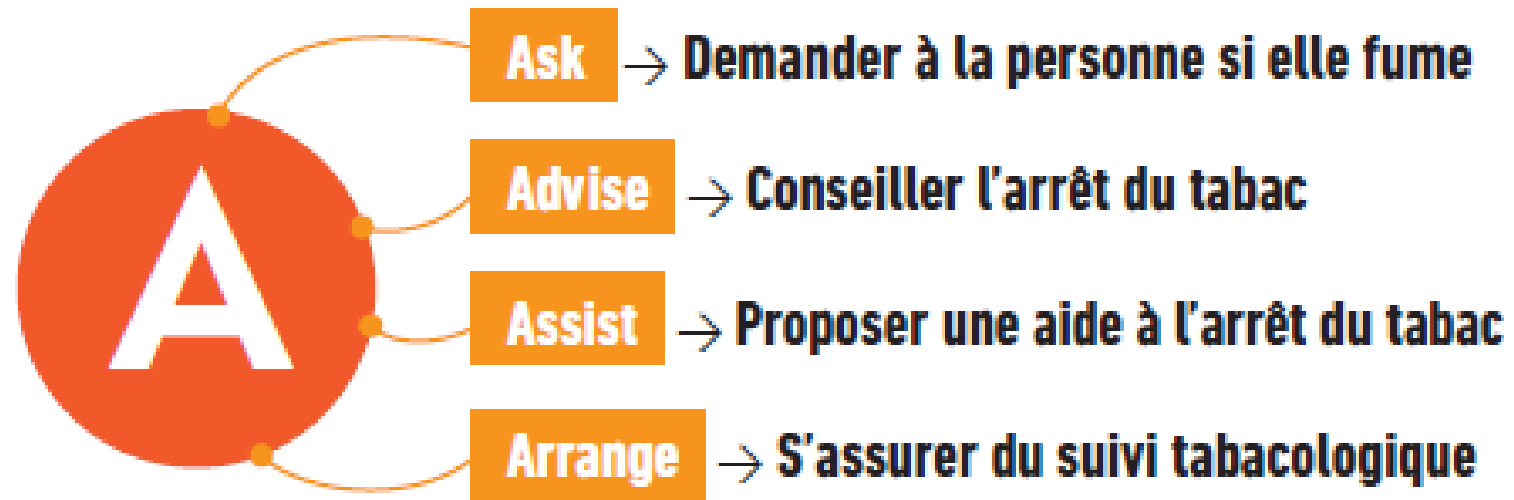 A
Ask → Demander à la personne si elle fume
Advise → Conseiller l'arrêt du tabac
Assist → Proposer une aide à l'arrêt du tabac
Arrange → S'assurer du suivi tabacologique